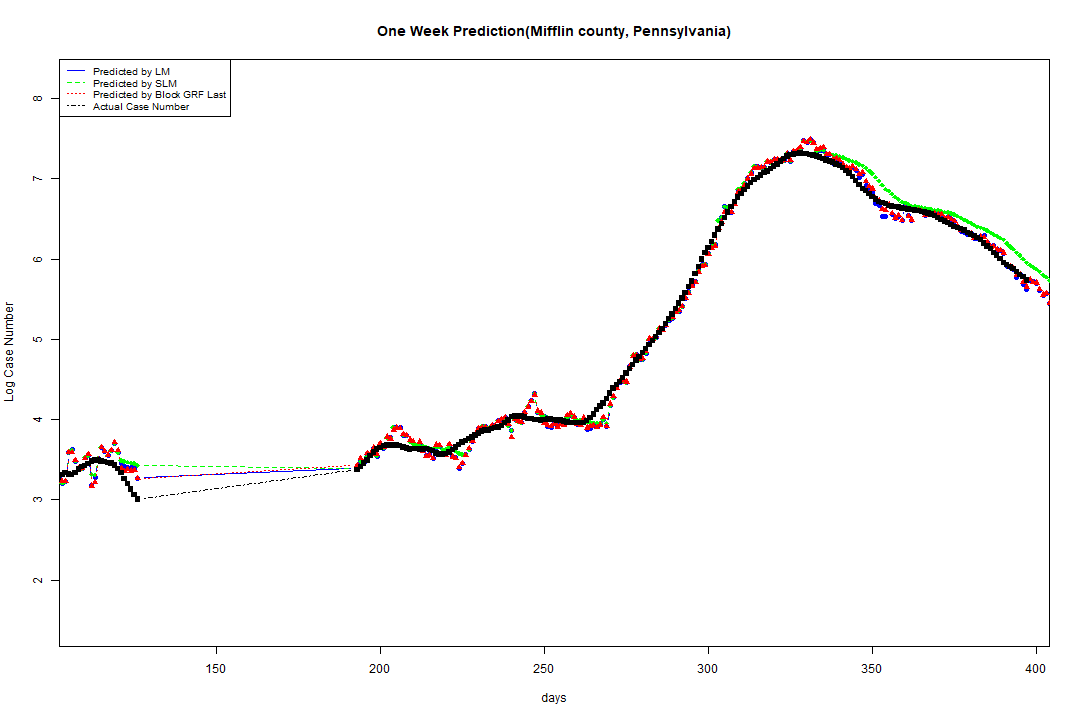 One Week Prediction(Mifflin county, Pennsylvania)
Predicted by LM
Predicted by SLM
Predicted by Block GRF Last
Actual Case Number
8
7
6
5
4
3
2
Log Case Number
150 200 250 300 350 400
days